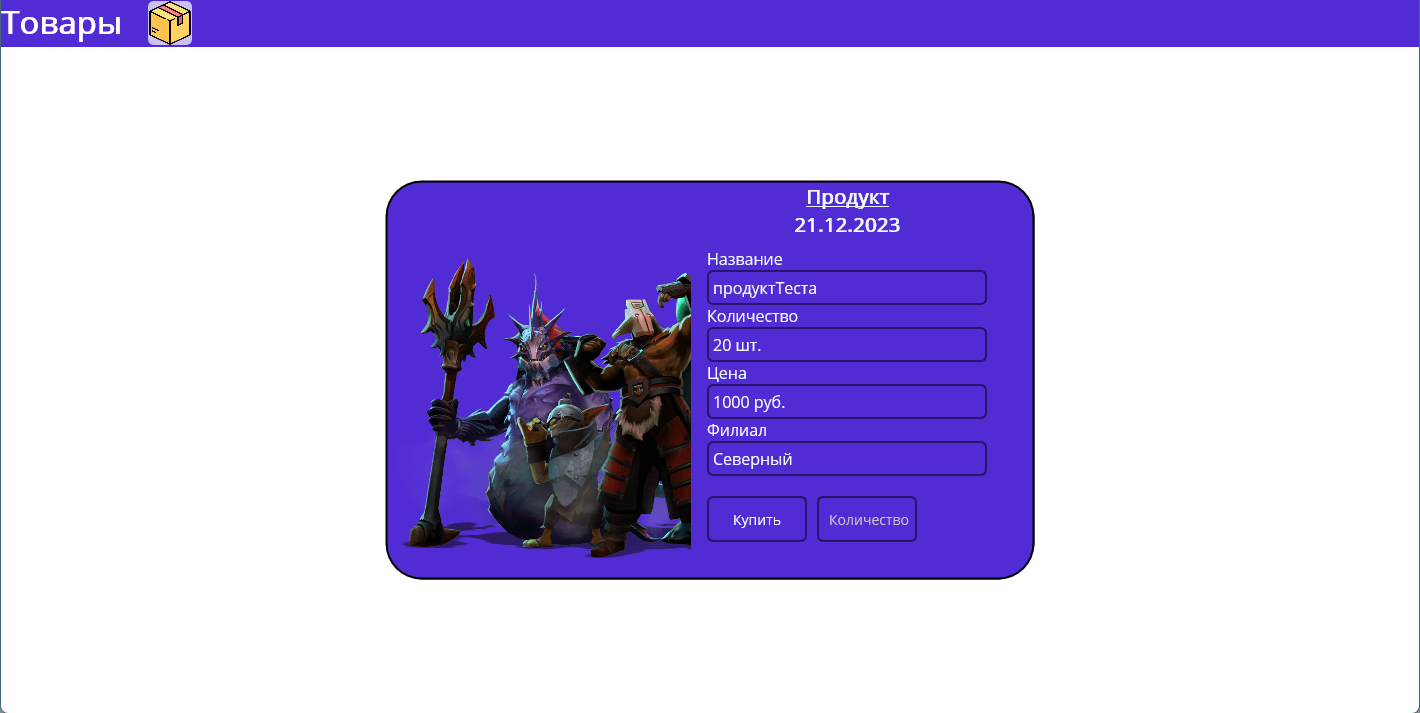 Товары
Продукт
21.12.2023
Название
продуктТеста
Количество
20 шт.
Цена
1000 руб.
Филиал
Северный
Купить Количество